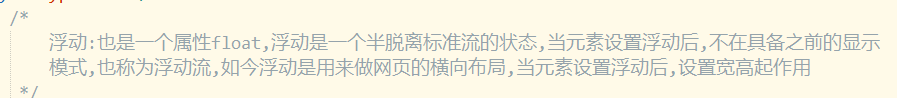 /*
浮动:也是一个属性float,浮动是一个半脱离标准流的状态,当元素设置浮动后,不在具备之前的显示
模式,也称为浮动流,如今浮动是用来做网页的横向布局,当元素设置浮动后,设置宽高起作用
*/